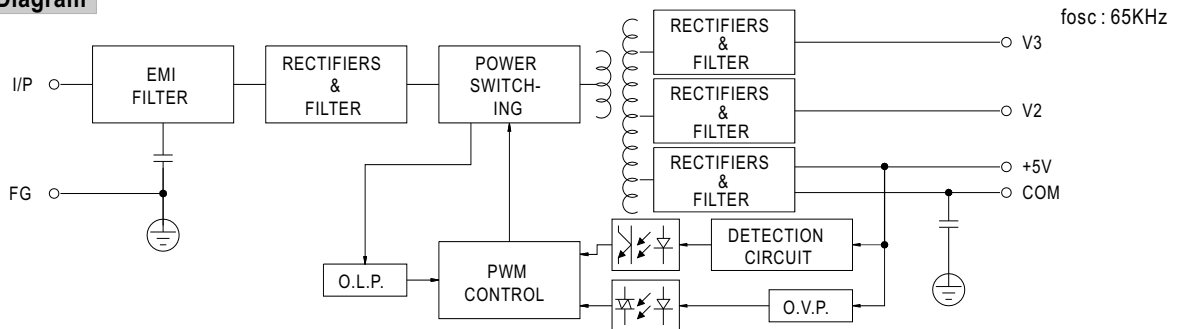 Diagram
fosc : 65KHz
I/P
EMI
FILTER
RECTIFIERS
&
FILTER
POWER
SWITCH-
ING
RECTIFIERS
&
FILTER
V3
RECTIFIERS
&
FILTER
V2
RECTIFIERS
&
FILTER
+5V
COM
FG
O.L.P.
PWM
CONTROL
DETECTION
CIRCUIT
O.V.P.